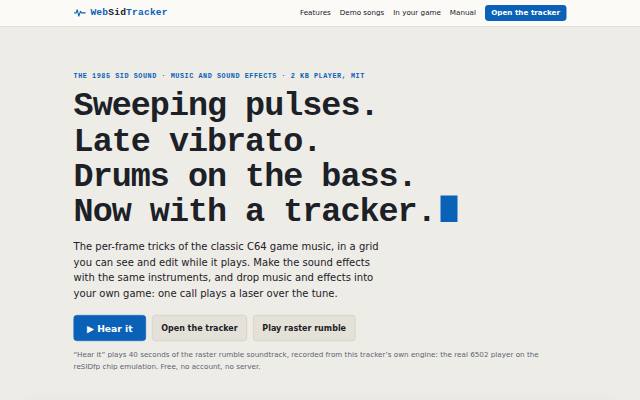 WebSidTracker
Features Demo songs In your game Manual Open the tracker
THE 1985 SID SOUND · MUSIC AND SOUND EFFECTS · 2 KB PLAYER, MIT
Sweeping pulses.
Late vibrato.
Drums on the bass.
Now with a tracker.
The per-frame tricks of the classic C64 game music, in a grid
you can see and edit while it plays. Make the sound effects
with the same instruments, and drop music and effects into
your own game: one call plays a laser over the tune.
▶ Hear it Open the tracker Play raster rumble
“Hear it” plays 40 seconds of the raster rumble soundtrack, recorded from this tracker’s own engine: the real 6502 player on the
reSIDfp chip emulation. Free, no account, no server.